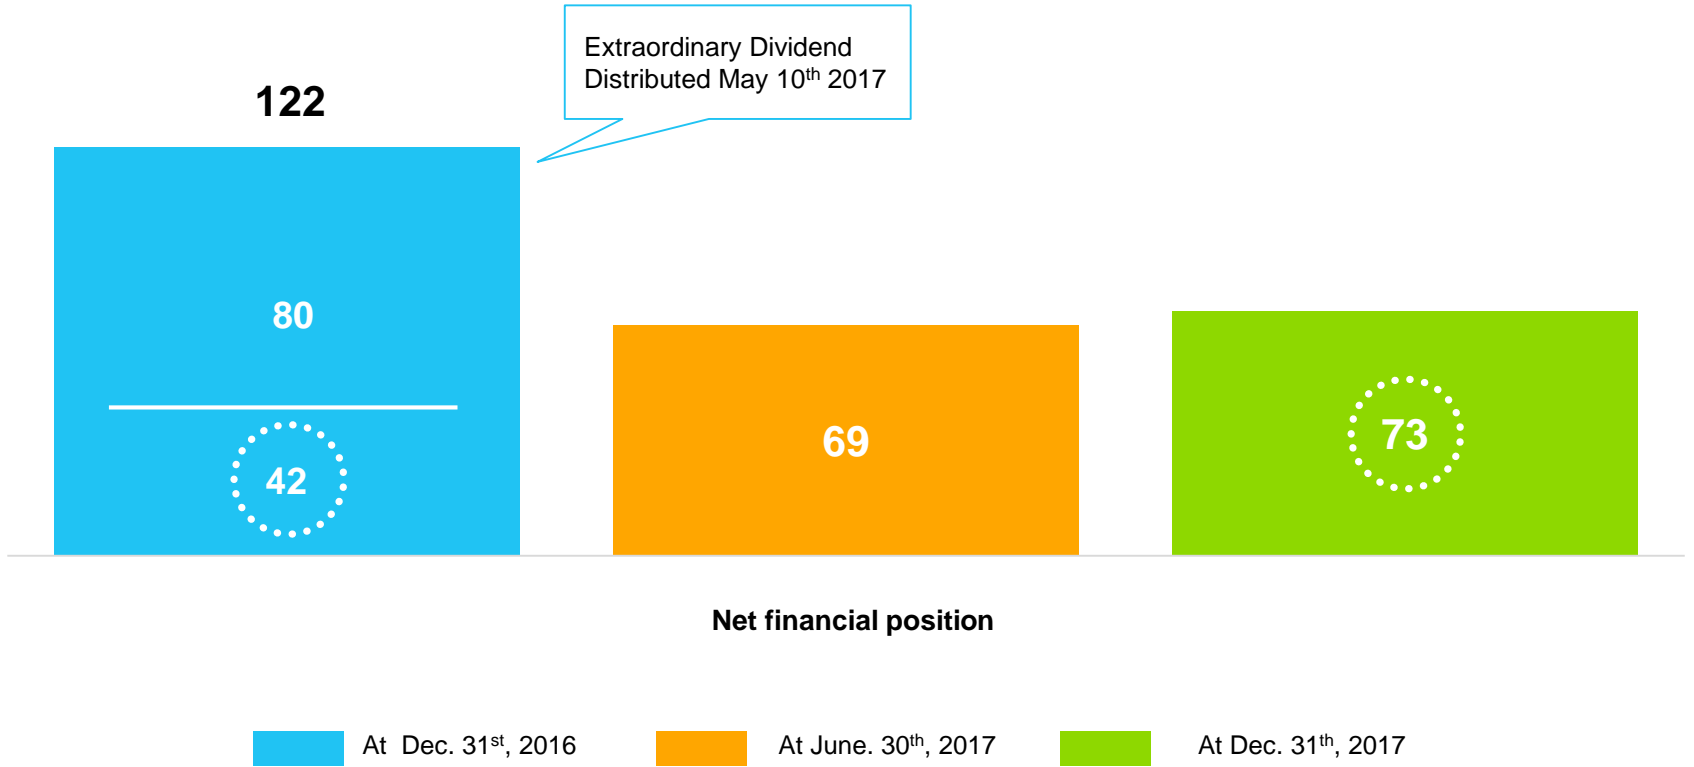 Extraordinary Dividend
Distributed May 10th 2017
122
80
42
69
73
Net financial position
At Dec. 31st, 2016
At June. 30th, 2017
At Dec. 31th, 2017